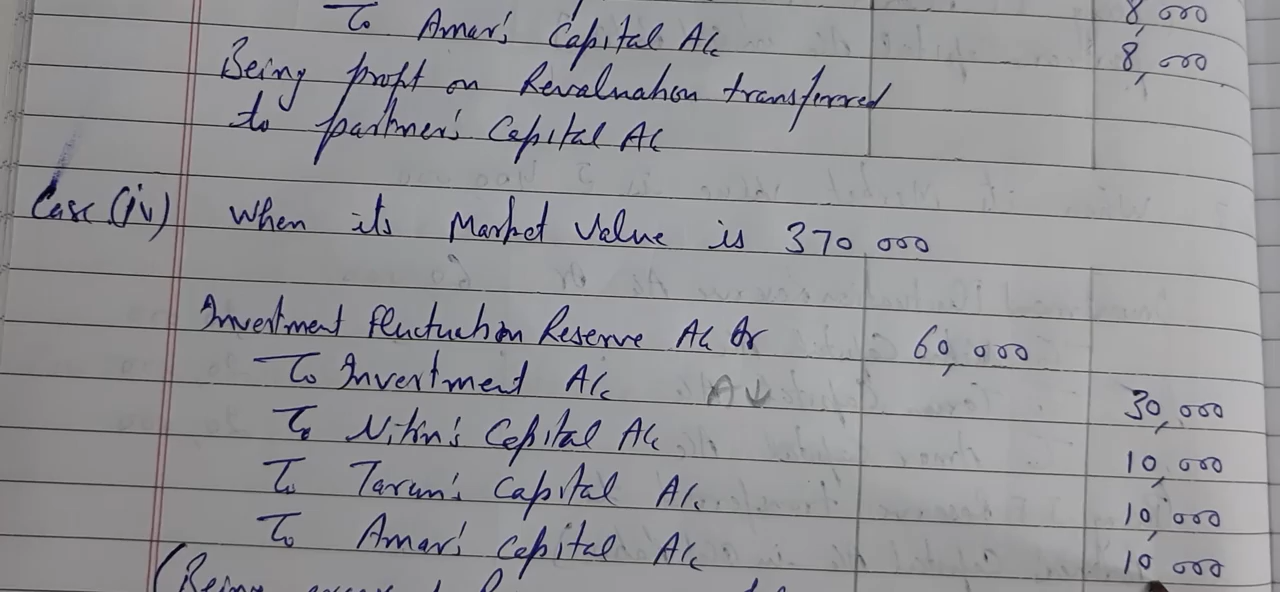 8,000
To Amar's Capital A/c 8,000
Being profit on Revaluation transferred
to partner's Capital A/c
Case (iv) When its Market Value is 370,000
Investment Fluctuation Reserve A/c Dr 60,000
To Investment A/c A↓ 30,000
To Nitin's Capital A/c 10,000
To Tarun's Capital A/c 10,000
To Amar's Capital A/c 10,000
(Being